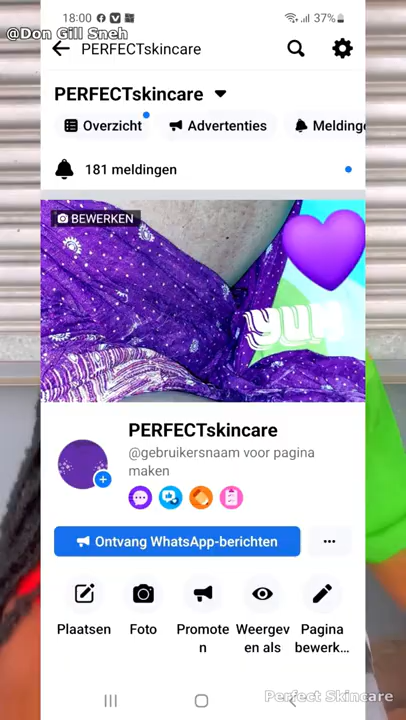 18:00
37%
@Don Gill Sneh
PERFECTskincare
PERFECTskincare
Overzicht
Advertenties
Melding
181 meldingen
BEWERKEN
PERFECTskincare
@gebruikersnaam voor pagina
maken
Ontvang WhatsApp-berichten
Plaatsen
Foto
Promote
n
Weergev
en als
Pagina
bewerk...
Perfect Skincare